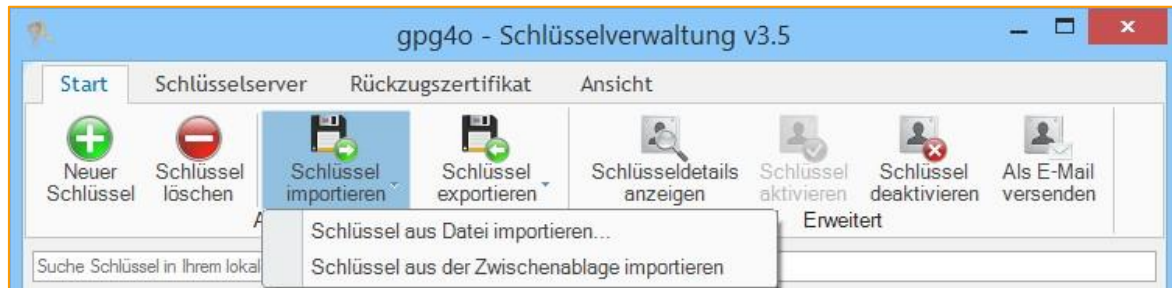 gpg4o - Schlüsselverwaltung v3.5
Start Schlüsselserver Rückzugszertifikat Ansicht
Neuer Schlüssel Schlüssel Schlüssel Schlüsseldetails Schlüssel Schlüssel Als E-Mail
Schlüssel löschen importieren exportieren anzeigen aktivieren deaktivieren versenden
Erweitert
Schlüssel aus Datei importieren...
Suche Schlüssel in Ihrem lokal
Schlüssel aus der Zwischenablage importieren